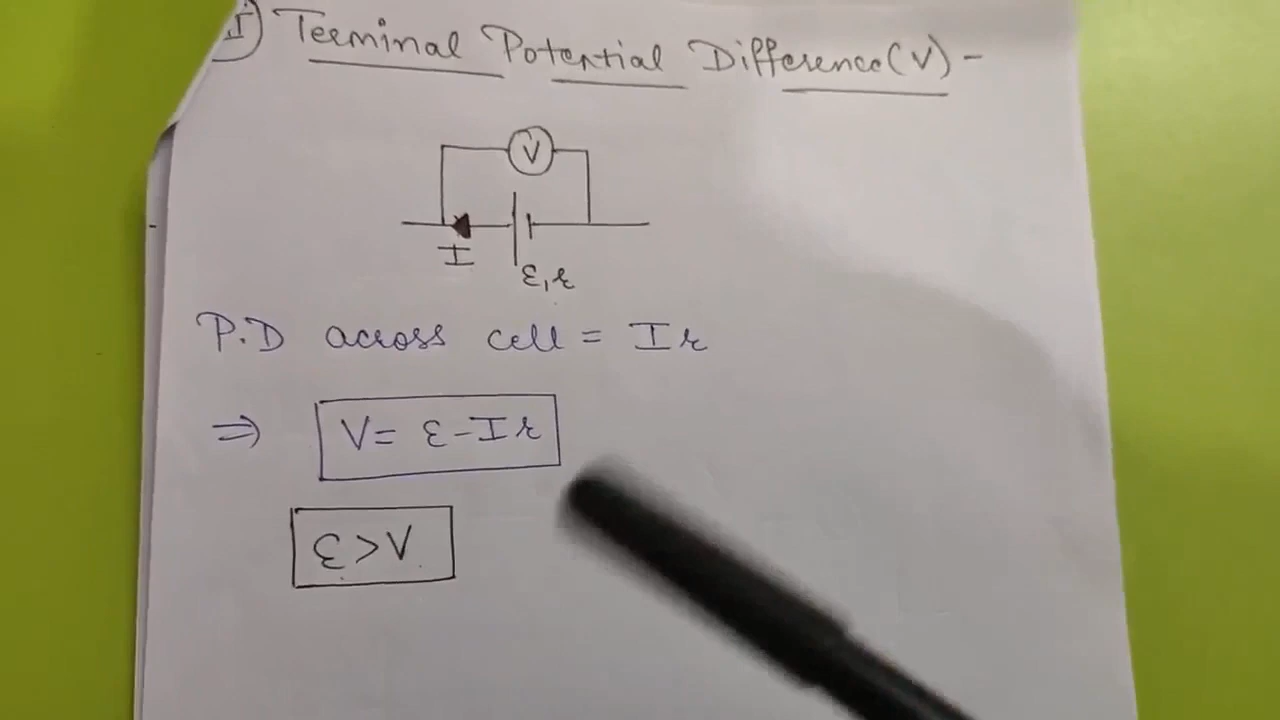 I) Terminal Potential Difference (V) -
V
I
ε, r
P.D across cell = Ir
⇒ V = ε - Ir
ε > V